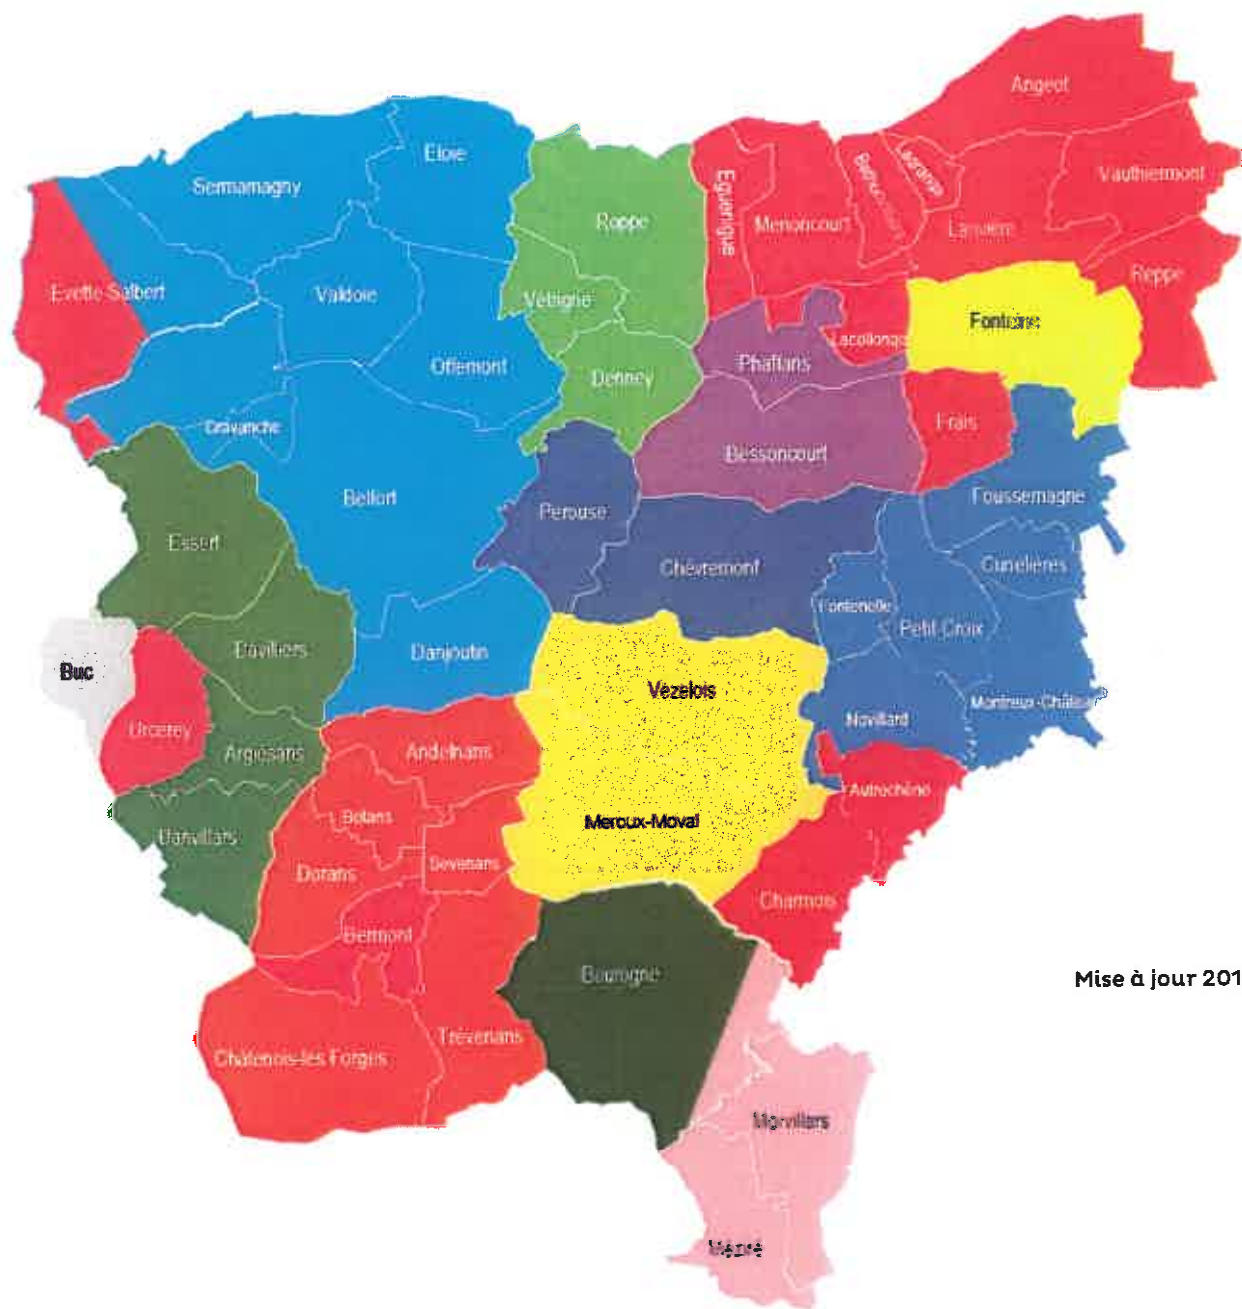 Angeot
Eloie
Sermamagny
Eguenigue
Lagrange
Vauthiermont
Roppe
Menoncourt
Larivière
Reppe
Evette-Salbert
Valdoie
Vétrigne
Fontaine
Lacollonge
Offemont
Phaffans
Denney
Cravanche
Frais
Bessoncourt
Belfort
Foussemagne
Perouse
Essert
Chèvremont
Cunelières
Fontenelle
Petit-Croix
Bavilliers
Danjoutin
Buc
Vézelois
Novillard
Montreux-Château
Urcerey
Andelnans
Argiésans
Autrechêne
Botans
Meroux-Moval
Banvillars
Sevenans
Dorans
Charmois
Bermont
Bourogne
Mise à jour 201
Trévenans
Châtenois-les Forges
Morvillars
Méziré